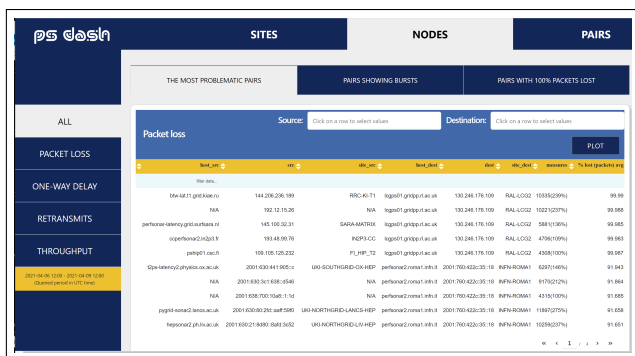 ps dash SITES NODES PAIRS
THE MOST PROBLEMATIC PAIRS PAIRS SHOWING BURSTS PAIRS WITH 100% PACKETS LOST
ALL
PACKET LOSS
ONE-WAY DELAY
RETRANSMITS
THROUGHPUT
2021-04-06 12:00 - 2021-04-09 12:00
(Queried period in UTC time)
Source: Click on a row to select values Destination: Click on a row to select values
Packet loss
PLOT
host_src src site_src host_dest dest site_dest measures % lost (packets) avg
filter data...
btw-lat.t1.grid.kiae.ru 144.206.236.189 RRC-KI-T1 lcgps01.gridpp.rl.ac.uk 130.246.176.109 RAL-LCG2 10335(239%) 99.99
N/A 192.12.15.26 N/A lcgps01.gridpp.rl.ac.uk 130.246.176.109 RAL-LCG2 10221(237%) 99.988
perfsonar-latency.grid.surfsara.nl 145.100.32.31 SARA-MATRIX lcgps01.gridpp.rl.ac.uk 130.246.176.109 RAL-LCG2 5881(136%) 99.985
ccperfsonar2.in2p3.fr 193.48.99.76 IN2P3-CC lcgps01.gridpp.rl.ac.uk 130.246.176.109 RAL-LCG2 4706(109%) 99.983
pship01.csc.fi 109.105.125.232 FI_HIP_T2 lcgps01.gridpp.rl.ac.uk 130.246.176.109 RAL-LCG2 4308(100%) 99.967
t2ps-latency2.physics.ox.ac.uk 2001:630:441:905::c UKI-SOUTHGRID-OX-HEP perfsonar2.roma1.infn.it 2001:760:422c:35::18 INFN-ROMA1 6297(146%) 91.943
N/A 2001:630:3c1:638::d546 N/A perfsonar2.roma1.infn.it 2001:760:422c:35::18 INFN-ROMA1 9170(212%) 91.864
N/A 2001:638:700:10a8::1:1d N/A perfsonar2.roma1.infn.it 2001:760:422c:35::18 INFN-ROMA1 4315(100%) 91.685
pygrid-sonar2.lancs.ac.uk 2001:630:80:2fd: UKI-NORTHGRID-LANCS-HEP perfsonar2.roma1.infn.it 2001:760:422c:35::18 INFN-ROMA1 11897(275%) 91.658
hepsonar2.ph.liv.ac.uk 2001:630:21:8d80: UKI-NORTHGRID-LIV-HEP perfsonar2.roma1.infn.it 2001:760:422c:35::18 INFN-ROMA1 10259(237%) 91.651
« < 1 / > »